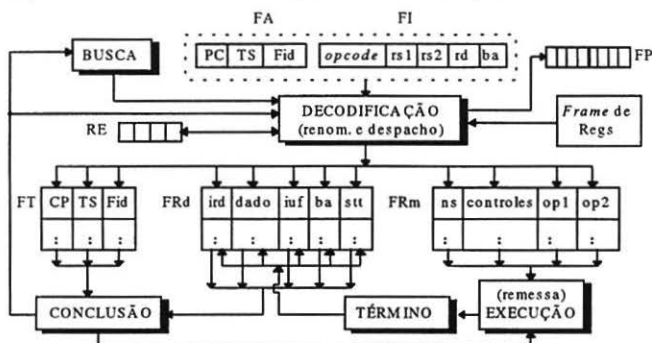 FA FI
BUSCA PC TS Fid opcode rs1 rs2 rd ba FP
DECODIFICAÇÃO
(renom. e despacho)
RE
Frame de
Regs
FT CP TS Fid FRd ird dado iuf ba stt FRm ns controles op1 op2
: : : : : : : : : : : :
CONCLUSÃO TÉRMINO (remessa)
EXECUÇÃO